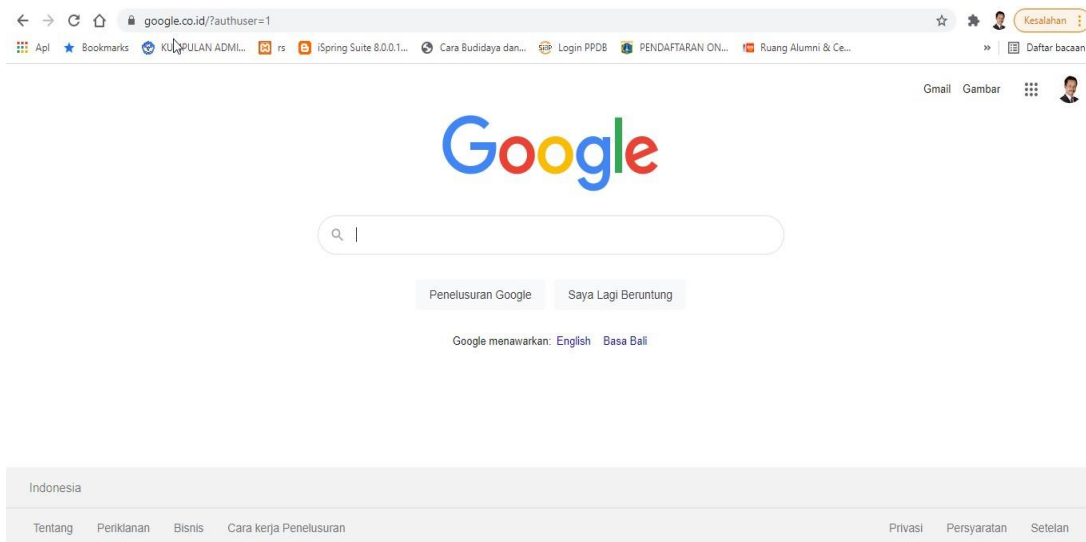 google.co.id/?authuser=1 Kesalahan
Apl Bookmarks ADMI... rs iSpring Suite 8.0.0.1... Cara Budidaya dan... Login PPDB PENDAFTARAN ON... Ruang Alumni & Ce... » Daftar bacaan
Gmail Gambar
Google
Penelusuran Google Saya Lagi Beruntung
Google menawarkan: English Basa Bali
Indonesia
Tentang Periklanan Bisnis Cara kerja Penelusuran Privasi Persyaratan Setelan